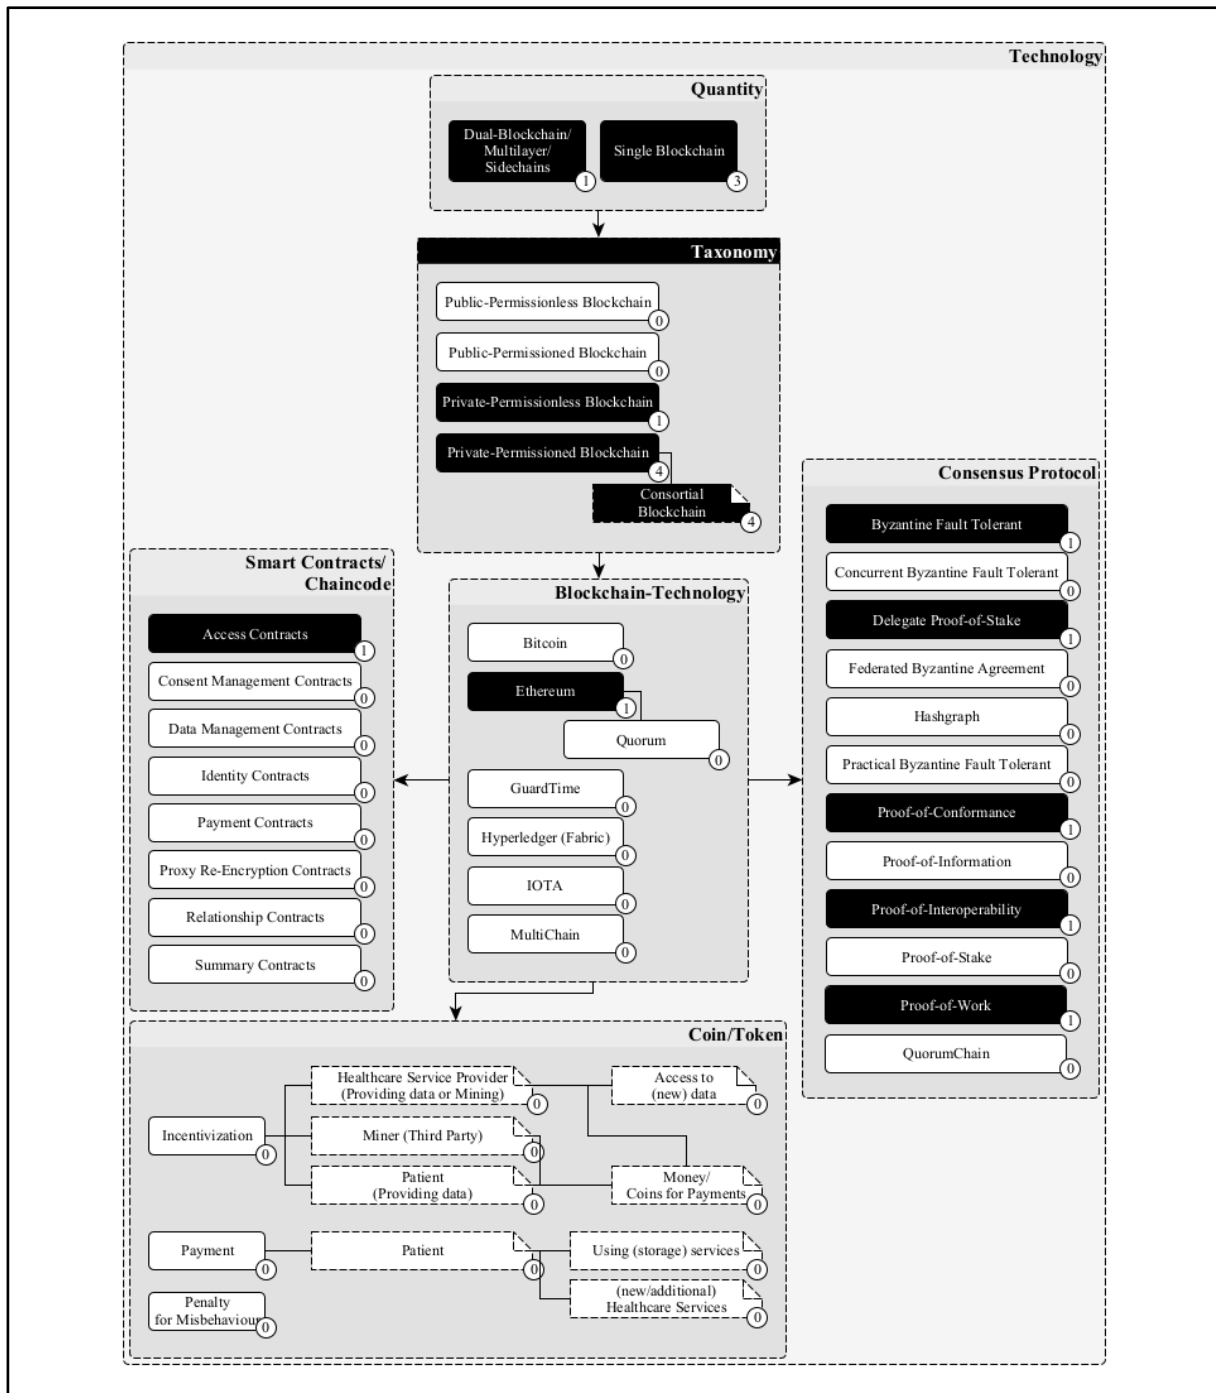 Technology
Quantity
Dual-Blockchain/
Multilayer/
Sidechains
1
Single Blockchain
3
Taxonomy
Public-Permissionless Blockchain
0
Public-Permissioned Blockchain
0
Private-Permissionless Blockchain
1
Private-Permissioned Blockchain
4
Consortial
Blockchain
4
Smart Contracts/
Chaincode
Access Contracts
1
Consent Management Contracts
0
Data Management Contracts
0
Identity Contracts
0
Payment Contracts
0
Proxy Re-Encryption Contracts
0
Relationship Contracts
0
Summary Contracts
0
Blockchain-Technology
Bitcoin
0
Ethereum
1
Quorum
0
GuardTime
0
Hyperledger (Fabric)
0
IOTA
0
MultiChain
0
Consensus Protocol
Byzantine Fault Tolerant
1
Concurrent Byzantine Fault Tolerant
0
Delegate Proof-of-Stake
1
Federated Byzantine Agreement
0
Hashgraph
0
Practical Byzantine Fault Tolerant
0
Proof-of-Conformance
1
Proof-of-Information
0
Proof-of-Interoperability
1
Proof-of-Stake
0
Proof-of-Work
1
QuorumChain
0
Coin/Token
Incentivization
0
Healthcare Service Provider
(Providing data or Mining)
0
Access to
(new) data
0
Miner (Third Party)
0
Patient
(Providing data)
0
Money/
Coins for Payments
0
Payment
0
Patient
0
Using (storage) services
0
(new/additional)
Healthcare Services
0
Penalty
for Misbehaviour
0